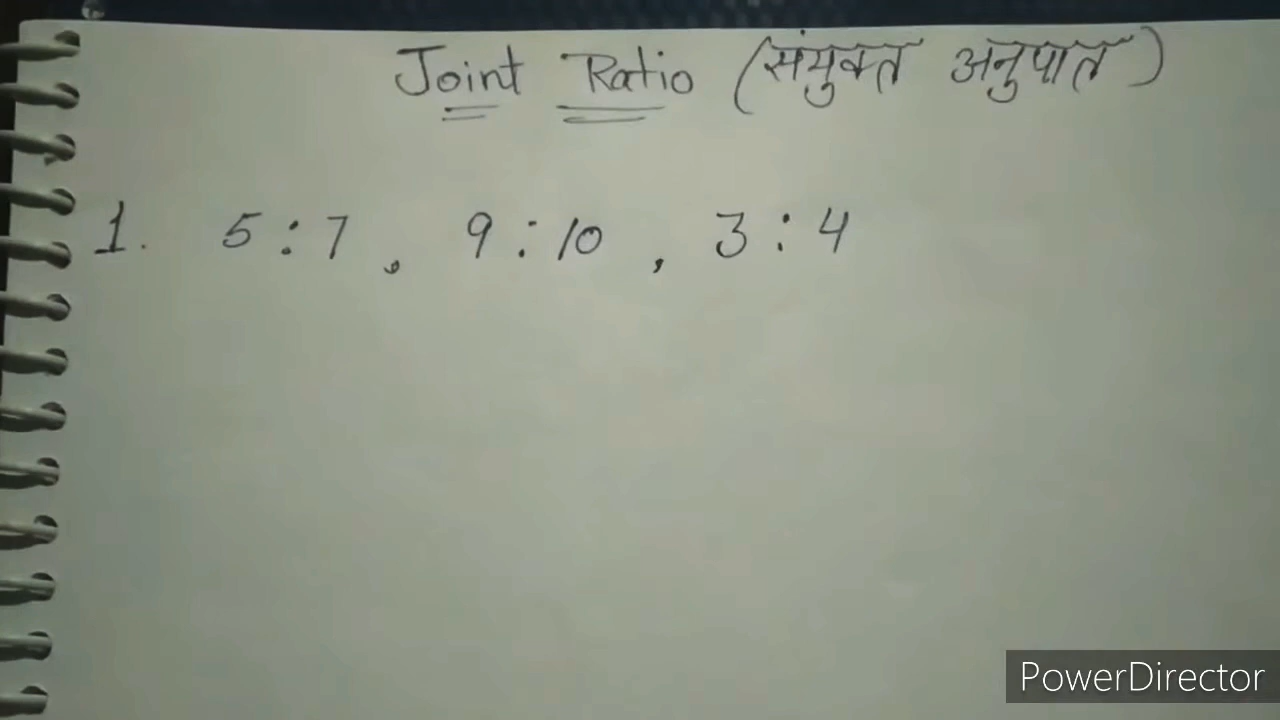 Joint Ratio (संयुक्त अनुपात)
1. 5:7, 9:10, 3:4
PowerDirector